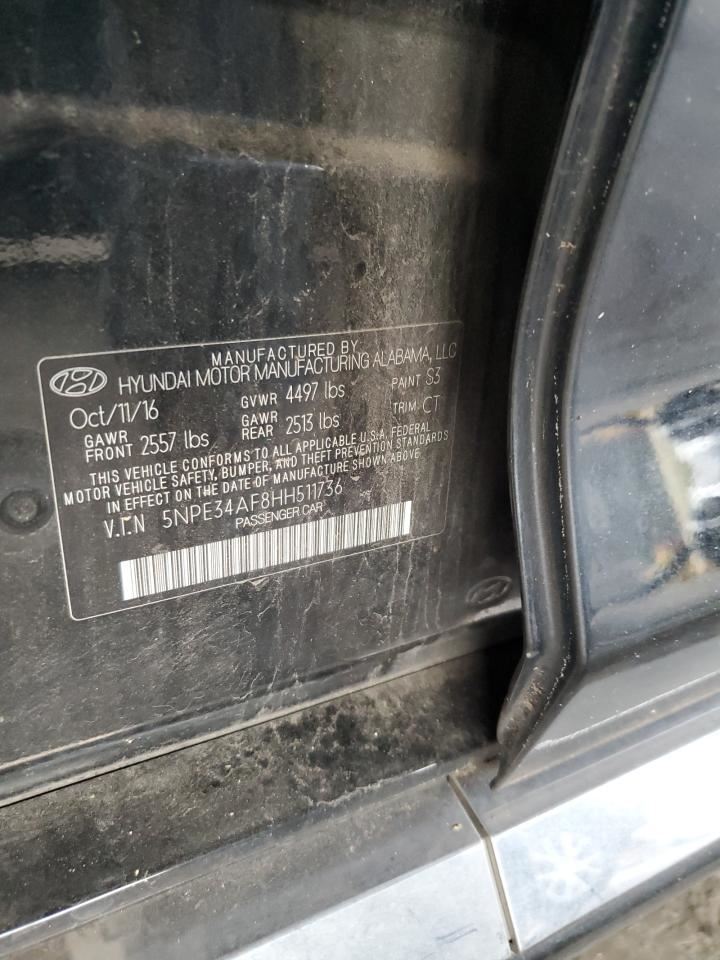 MANUFACTURED BY
HYUNDAI MOTOR MANUFACTURING ALABAMA, LLC
Oct/11/16 GVWR 4497 lbs PAINT S3
GAWR FRONT 2557 lbs GAWR REAR 2513 lbs TRIM CT
THIS VEHICLE CONFORMS TO ALL APPLICABLE U.S.A. FEDERAL
MOTOR VEHICLE SAFETY, BUMPER, AND THEFT PREVENTION STANDARDS
IN EFFECT ON THE DATE OF MANUFACTURE SHOWN ABOVE.
V.I.N 5NPE34AF8HH511736
PASSENGER CAR